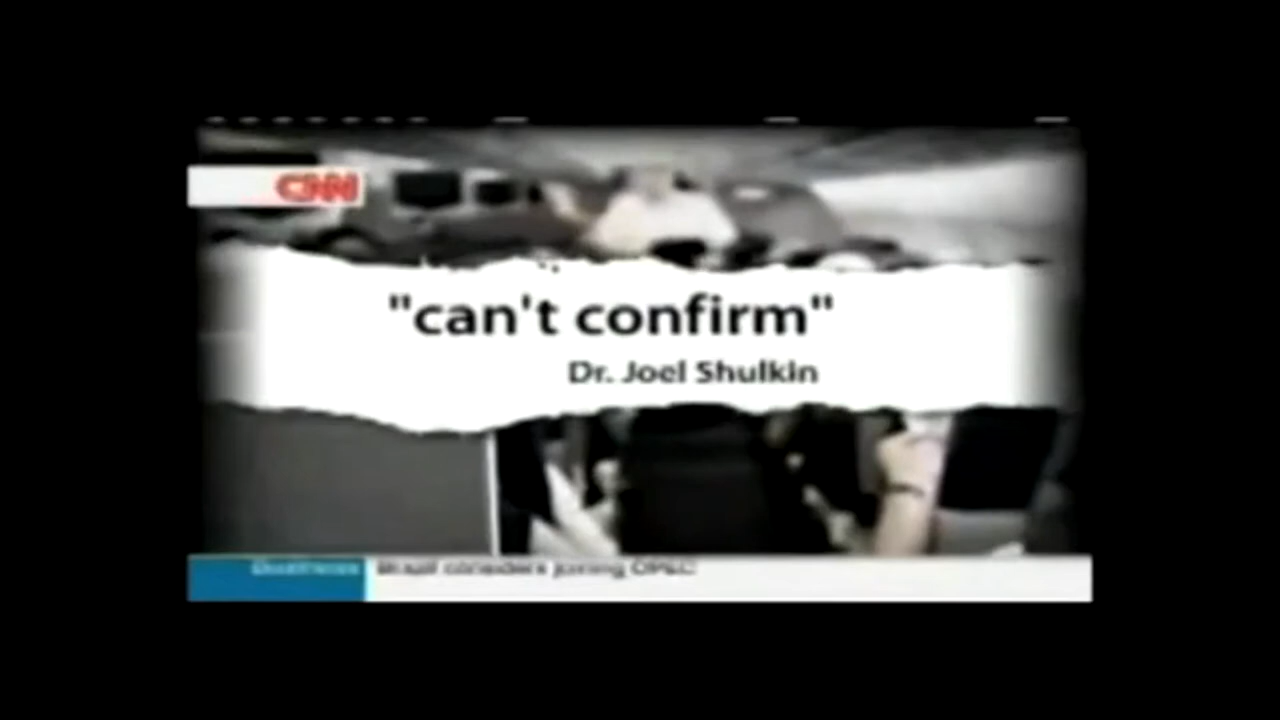 CNN
"can't confirm"
Dr. Joel Shulkin
Brazil considers joining OPEC